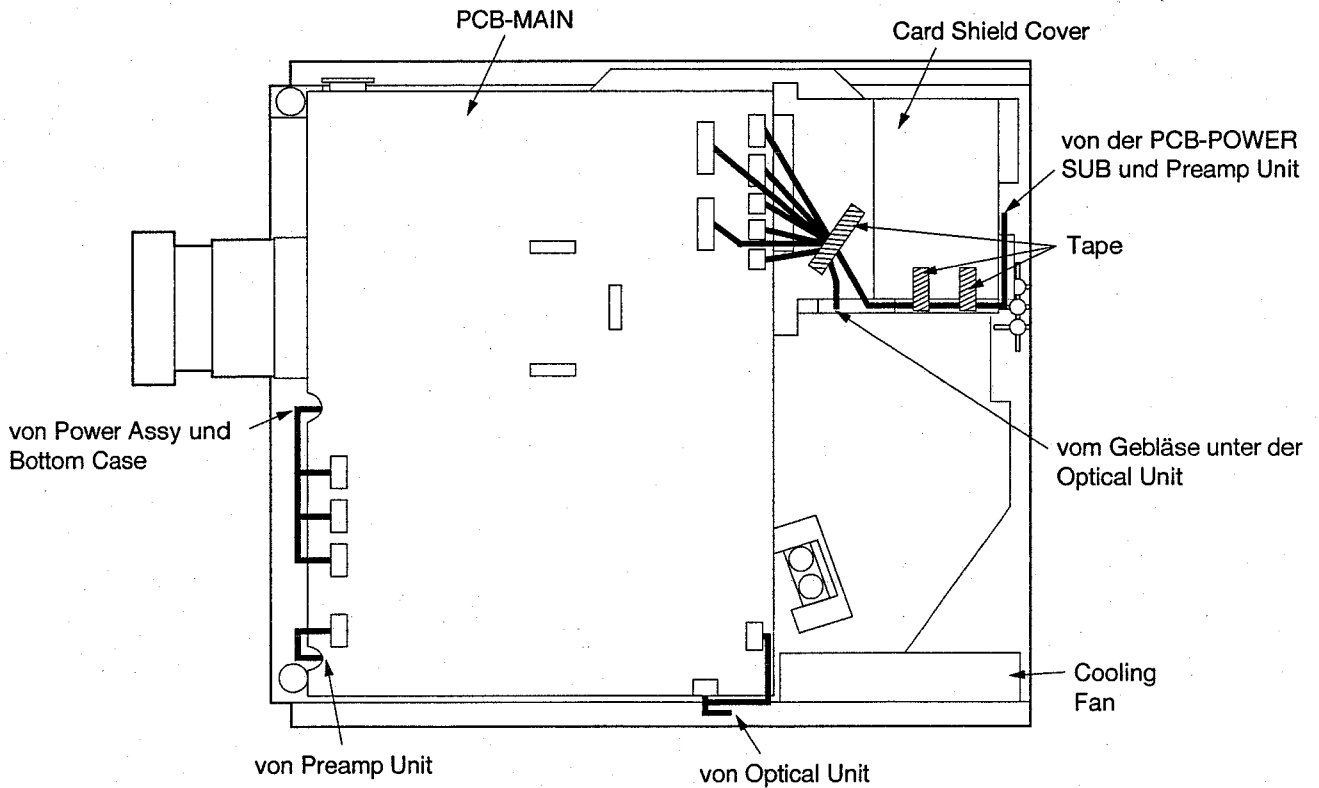 PCB-MAIN
Card Shield Cover
von der PCB-POWER
SUB und Preamp Unit
Tape
von Power Assy und
Bottom Case
vom Gebläse unter der
Optical Unit
Cooling
Fan
von Preamp Unit
von Optical Unit